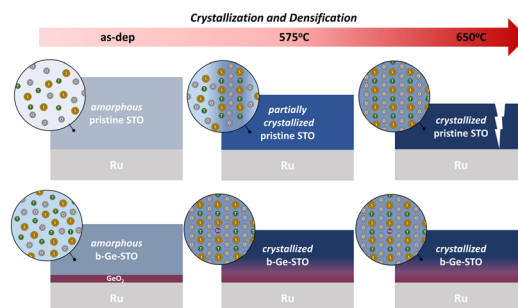 Crystallization and Densification
as-dep
575°C
650°C
amorphous
pristine STO
Ru
partially
crystallized
pristine STO
Ru
crystallized
pristine STO
Ru
amorphous
b-Ge-STO
GeO₂
Ru
crystallized
b-Ge-STO
Ru
crystallized
b-Ge-STO
Ru